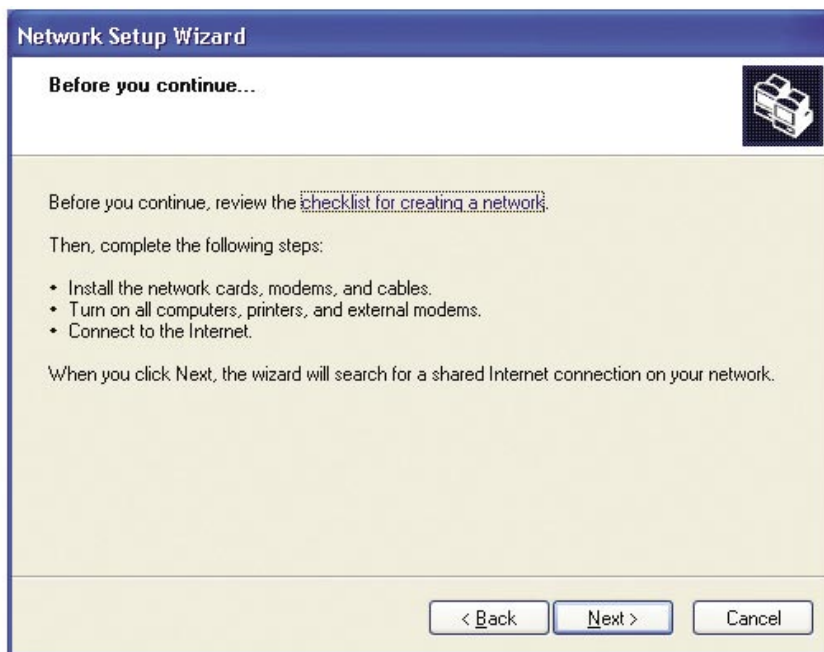 Network Setup Wizard
Before you continue...
Before you continue, review the checklist for creating a network.
Then, complete the following steps:
• Install the network cards, modems, and cables.
• Turn on all computers, printers, and external modems.
• Connect to the Internet.
When you click Next, the wizard will search for a shared Internet connection on your network.
< Back Next > Cancel